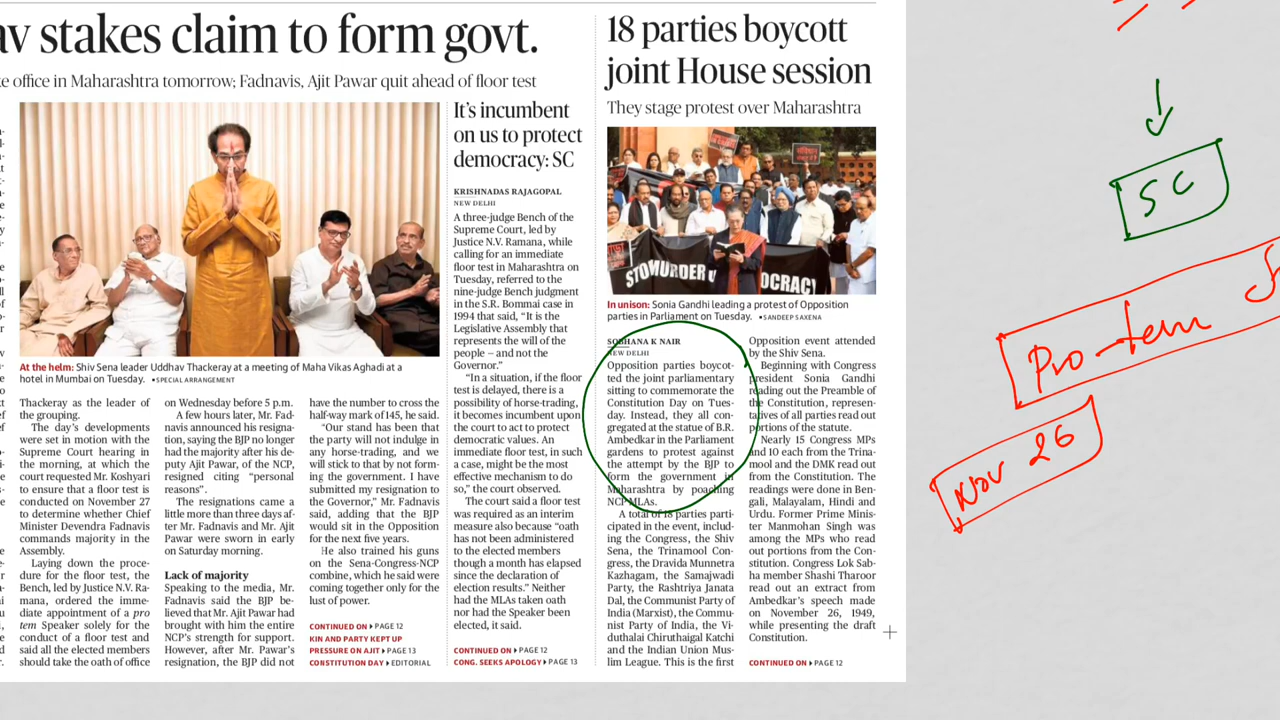 av stakes claim to form govt.
e office in Maharashtra tomorrow; Fadnavis, Ajit Pawar quit ahead of floor test
At the helm: Shiv Sena leader Uddhav Thackeray at a meeting of Maha Vikas Aghadi at a
hotel in Mumbai on Tuesday. ▪SPECIAL ARRANGEMENT
Thackeray as the leader of
the grouping.
The day's developments
were set in motion with the
Supreme Court hearing in
the morning, at which the
court requested Mr. Koshyari
to ensure that a floor test is
conducted on November 27
to determine whether Chief
Minister Devendra Fadnavis
commands majority in the
Assembly.
Laying down the proce-
dure for the floor test, the
Bench, led by Justice N.V. Ra-
mana, ordered the imme-
diate appointment of a pro
tem Speaker solely for the
conduct of a floor test and
said all the elected members
should take the oath of office
on Wednesday before 5 p.m.
A few hours later, Mr. Fad-
navis announced his resigna-
tion, saying the BJP no longer
had the majority after his de-
puty Ajit Pawar, of the NCP,
resigned citing "personal
reasons".
The resignations came a
little more than three days af-
ter Mr. Fadnavis and Mr. Ajit
Pawar were sworn in early
on Saturday morning.
Lack of majority
Speaking to the media, Mr.
Fadnavis said the BJP be-
lieved that Mr. Ajit Pawar had
brought with him the entire
NCP's strength for support.
However, after Mr. Pawar's
resignation, the BJP did not
have the number to cross the
half-way mark of 145, he said.
"Our stand has been that
the party will not indulge in
any horse-trading, and we
will stick to that by not form-
ing the government. I have
submitted my resignation to
the Governor," Mr. Fadnavis
said, adding that the BJP
would sit in the Opposition
for the next five years.
He also trained his guns
on the Sena-Congress-NCP
combine, which he said were
coming together only for the
lust of power.
CONTINUED ON ▸ PAGE 12
KIN AND PARTY KEPT UP
PRESSURE ON AJIT ▸ PAGE 13
CONSTITUTION DAY ▸ EDITORIAL
It's incumbent
on us to protect
democracy: SC
KRISHNADAS RAJAGOPAL
NEW DELHI
A three-judge Bench of the
Supreme Court, led by
Justice N.V. Ramana, while
calling for an immediate
floor test in Maharashtra on
Tuesday, referred to the
nine-judge Bench judgment
in the S.R. Bommai case in
1994 that said, "It is the
Legislative Assembly that
represents the will of the
people – and not the
Governor."
"In a situation, if the floor
test is delayed, there is a
possibility of horse-trading,
it becomes incumbent upon
the court to act to protect
democratic values. An
immediate floor test, in such
a case, might be the most
effective mechanism to do
so," the court observed.
The court said a floor test
was required as an interim
measure also because "oath
has not been administered
to the elected members
though a month has elapsed
since the declaration of
election results." Neither
had the MLAs taken oath
nor had the Speaker been
elected, it said.
CONTINUED ON ▸ PAGE 12
CONG. SEEKS APOLOGY ▸ PAGE 13
18 parties boycott
joint House session
They stage protest over Maharashtra
STOMURDER OCRACY
In unison: Sonia Gandhi leading a protest of Opposition
parties in Parliament on Tuesday. ▪SANDEEP SAXENA
SOBHANA K NAIR
NEW DELHI
Opposition parties boycot-
ted the joint parliamentary
sitting to commemorate the
Constitution Day on Tues-
day. Instead, they all con-
gregated at the statue of B.R.
Ambedkar in the Parliament
gardens to protest against
the attempt by the BJP to
form the government in
Maharashtra by poaching
NCP MLAs.
A total of 18 parties parti-
cipated in the event, includ-
ing the Congress, the Shiv
Sena, the Trinamool Con-
gress, the Dravida Munnetra
Kazhagam, the Samajwadi
Party, the Rashtriya Janata
Dal, the Communist Party of
India (Marxist), the Commu-
nist Party of India, the Vi-
duthalai Chiruthaigal Katchi
and the Indian Union Mus-
lim League. This is the first
Opposition event attended
by the Shiv Sena.
Beginning with Congress
president Sonia Gandhi
reading out the Preamble of
the Constitution, represen-
tatives of all parties read out
portions of the statute.
Nearly 15 Congress MPs
and 10 each from the Trina-
mool and the DMK read out
from the Constitution. The
readings were done in Ben-
gali, Malayalam, Hindi and
Urdu. Former Prime Minis-
ter Manmohan Singh was
among the MPs who read
out portions from the Con-
stitution. Congress Lok Sab-
ha member Shashi Tharoor
read out an extract from
Ambedkar's speech made
on November 26, 1949,
while presenting the draft
Constitution.
CONTINUED ON ▸ PAGE 12
SC
Pro-tem
Nov 26